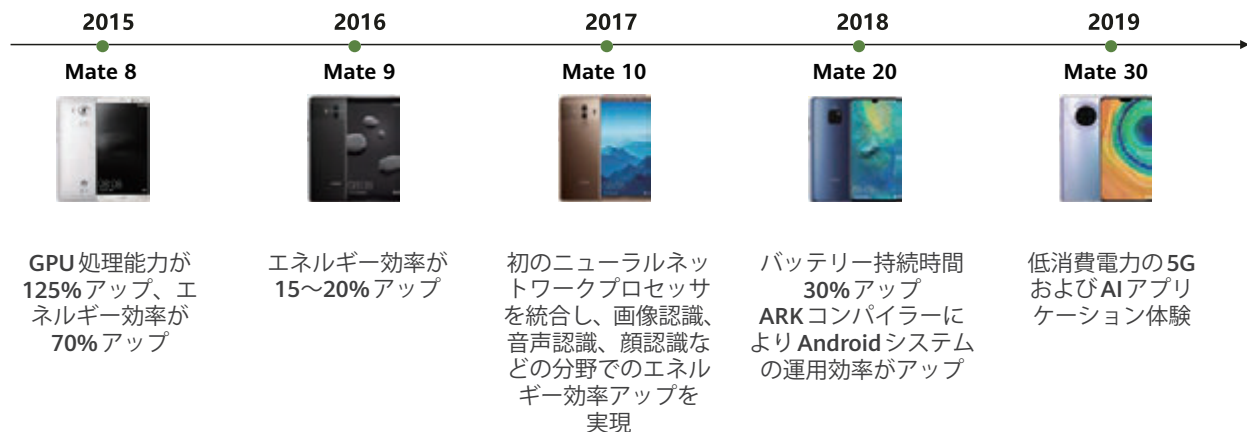 2015
2016
2017
2018
2019
Mate 8
Mate 9
Mate 10
Mate 20
Mate 30
GPU処理能力が
125%アップ、エ
ネルギー効率が
70%アップ
エネルギー効率が
15～20%アップ
初のニューラルネッ
トワークプロセッサ
を統合し、画像認識、
音声認識、顔認識な
どの分野でのエネル
ギー効率アップを
実現
バッテリー持続時間
30%アップ
ARKコンパイラーに
よりAndroidシステム
の運用効率がアップ
低消費電力の5G
およびAIアプリ
ケーション体験